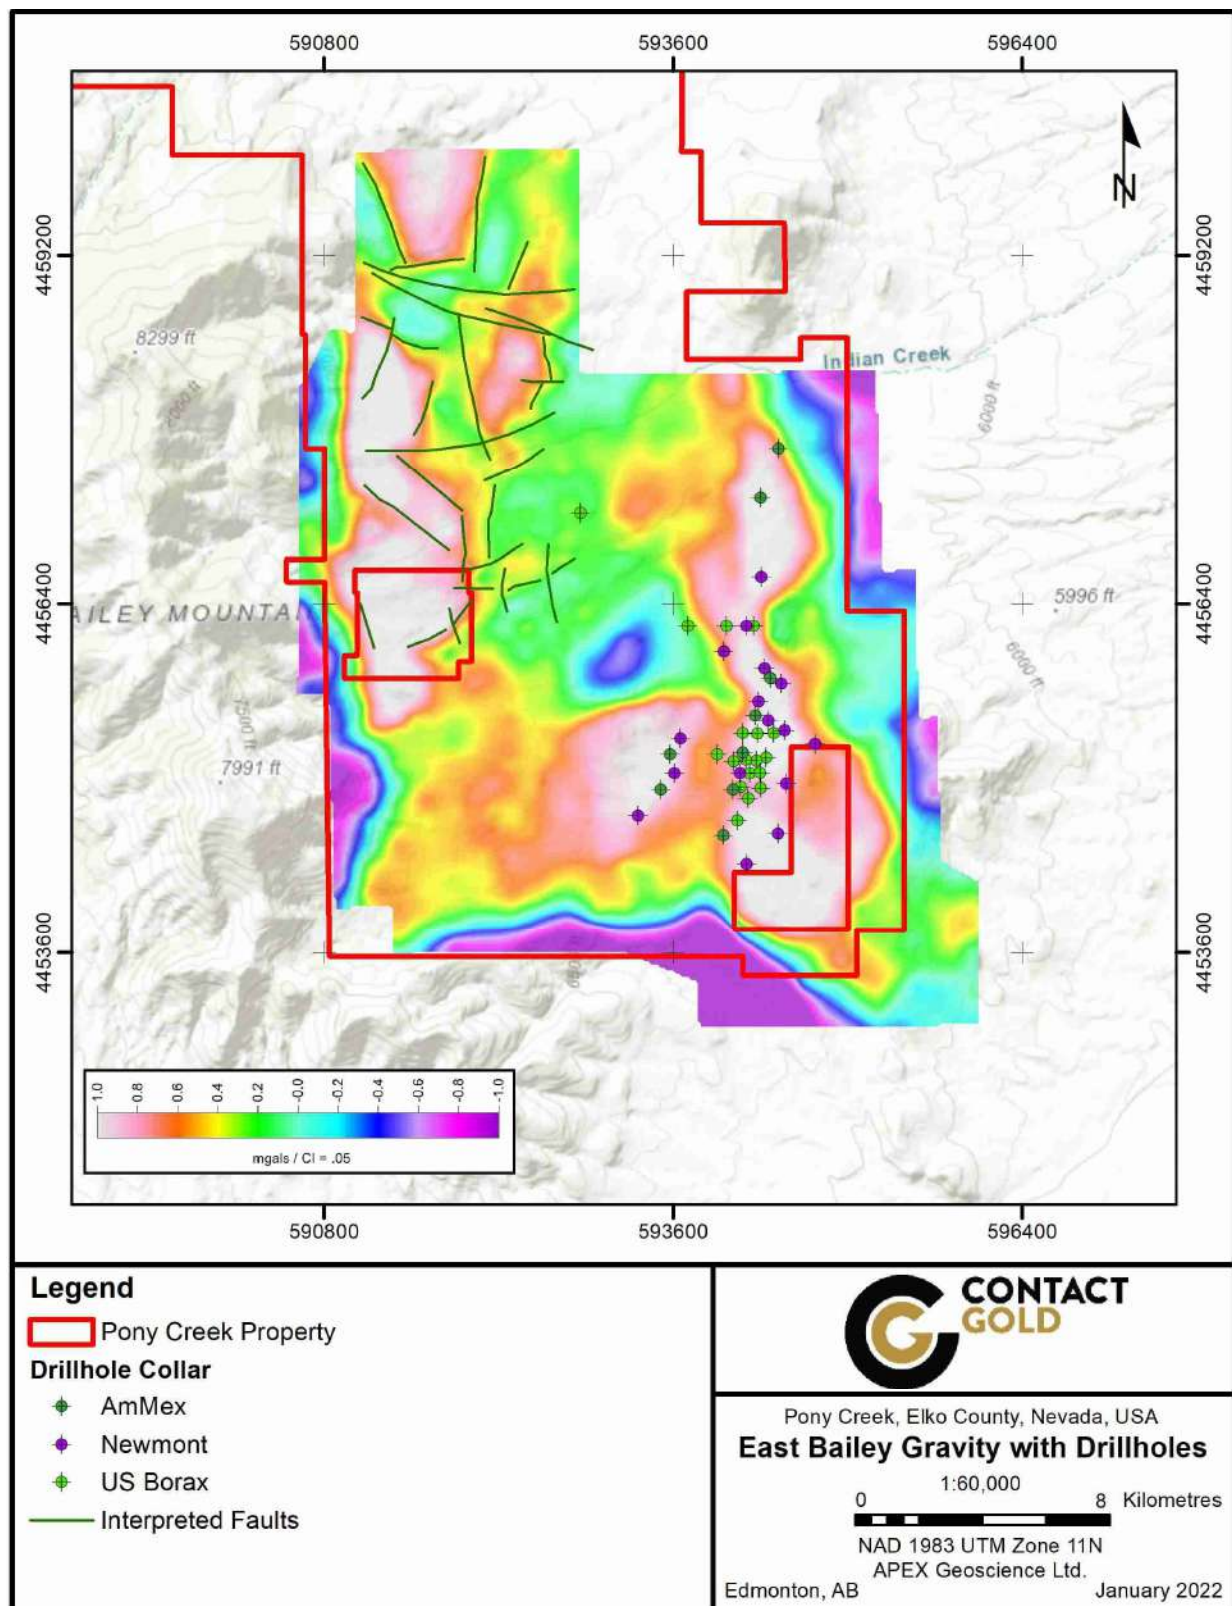 590800 593600 596400
N
4459200 4459200
8299 ft
7000 ft
Indian Creek
6000 ft
4456400 4456400
AILEY MOUNTAI
5996 ft
6000 ft
7500 ft
7991 ft
4453600 4453600
1.0 0.8 0.6 0.4 0.2 -0.0 -0.2 -0.4 -0.6 -0.8 -1.0
mgals / CI = .05
590800 593600 596400
Legend
Pony Creek Property
Drillhole Collar
AmMex
Newmont
US Borax
Interpreted Faults
CONTACT
GOLD
Pony Creek, Elko County, Nevada, USA
East Bailey Gravity with Drillholes
1:60,000
0 8 Kilometres
NAD 1983 UTM Zone 11N
APEX Geoscience Ltd.
Edmonton, AB January 2022